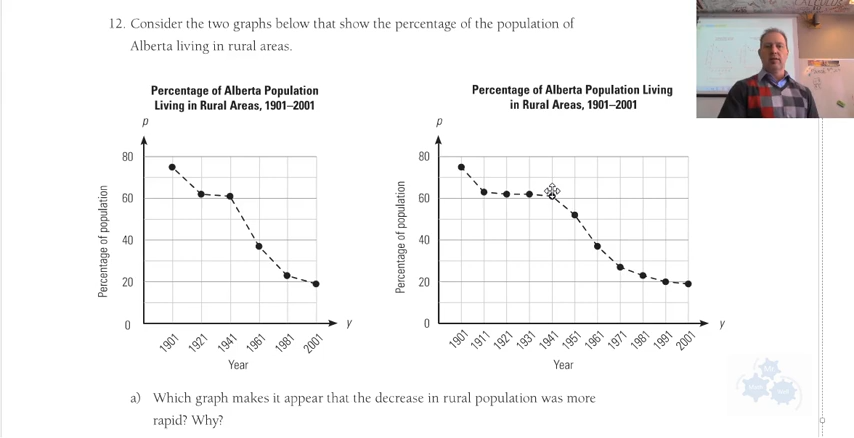 12. Consider the two graphs below that show the percentage of the population of
Alberta living in rural areas.
Percentage of Alberta Population
Living in Rural Areas, 1901–2001
p
80
60
40
20
0
Percentage of population
1901
1921
1941
1961
1981
2001
y
Year
Percentage of Alberta Population Living
in Rural Areas, 1901–2001
p
80
60
40
20
0
Percentage of population
1901
1911
1921
1931
1941
1951
1961
1971
1981
1991
2001
y
Year
a) Which graph makes it appear that the decrease in rural population was more
rapid? Why?